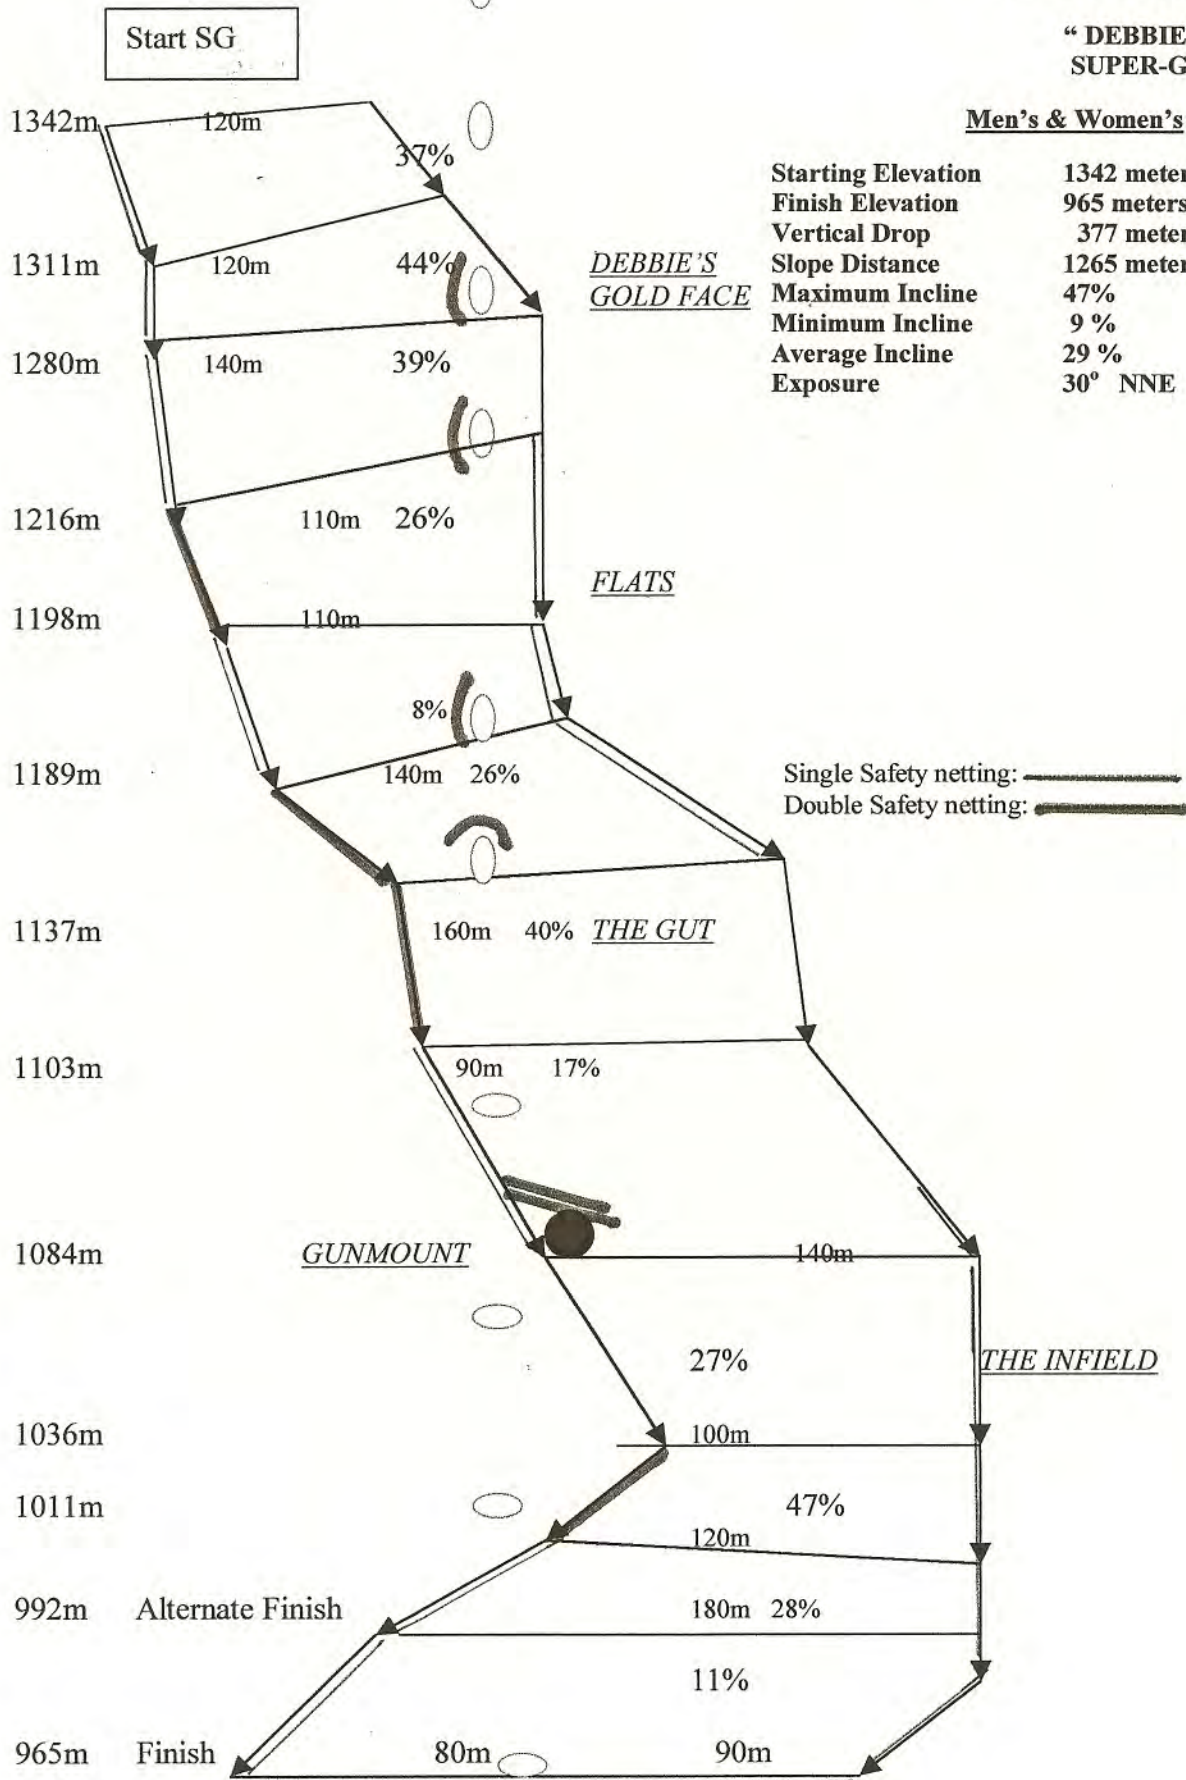 Start SG
" DEBBIE
SUPER-G
Men's & Women's
1342m 120m
37%
Starting Elevation 1342 meter
Finish Elevation 965 meters
Vertical Drop 377 meter
Slope Distance 1265 meter
Maximum Incline 47%
Minimum Incline 9 %
Average Incline 29 %
Exposure 30° NNE
1311m 120m 44% DEBBIE'S
GOLD FACE
1280m 140m 39%
1216m 110m 26%
FLATS
1198m 110m
8%
1189m 140m 26%
Single Safety netting:
Double Safety netting:
1137m 160m 40% THE GUT
1103m 90m 17%
1084m GUNMOUNT 140m
27% THE INFIELD
1036m 100m
1011m 47%
120m
992m Alternate Finish 180m 28%
11%
965m Finish 80m 90m